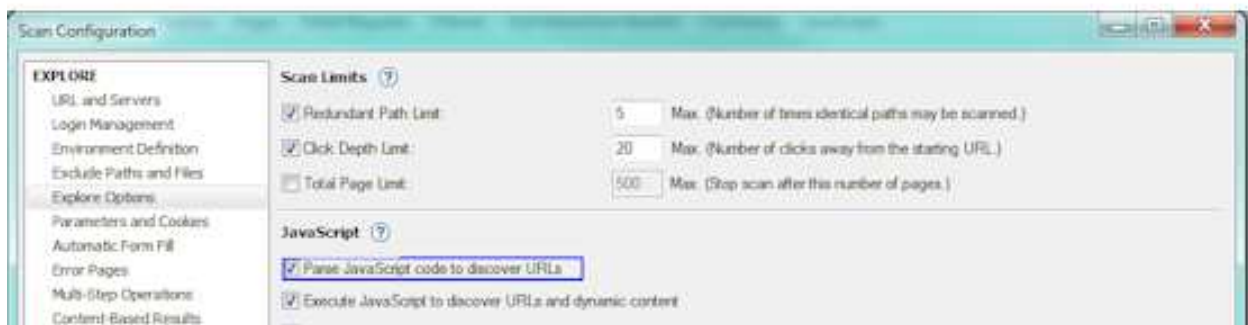 Scan Configuration
EXPLORE
URL and Servers
Login Management
Environment Definition
Exclude Paths and Files
Explore Options
Parameters and Cookies
Automatic Form Fill
Error Pages
Multi-Step Operations
Content-Based Results
Scan Limits ?
Redundant Path Limit: 5 Max. (Number of times identical paths may be scanned.)
Click Depth Limit: 20 Max. (Number of clicks away from the starting URL.)
Total Page Limit: 500 Max. (Stop scan after this number of pages.)
JavaScript ?
Parse JavaScript code to discover URLs
Execute JavaScript to discover URLs and dynamic content